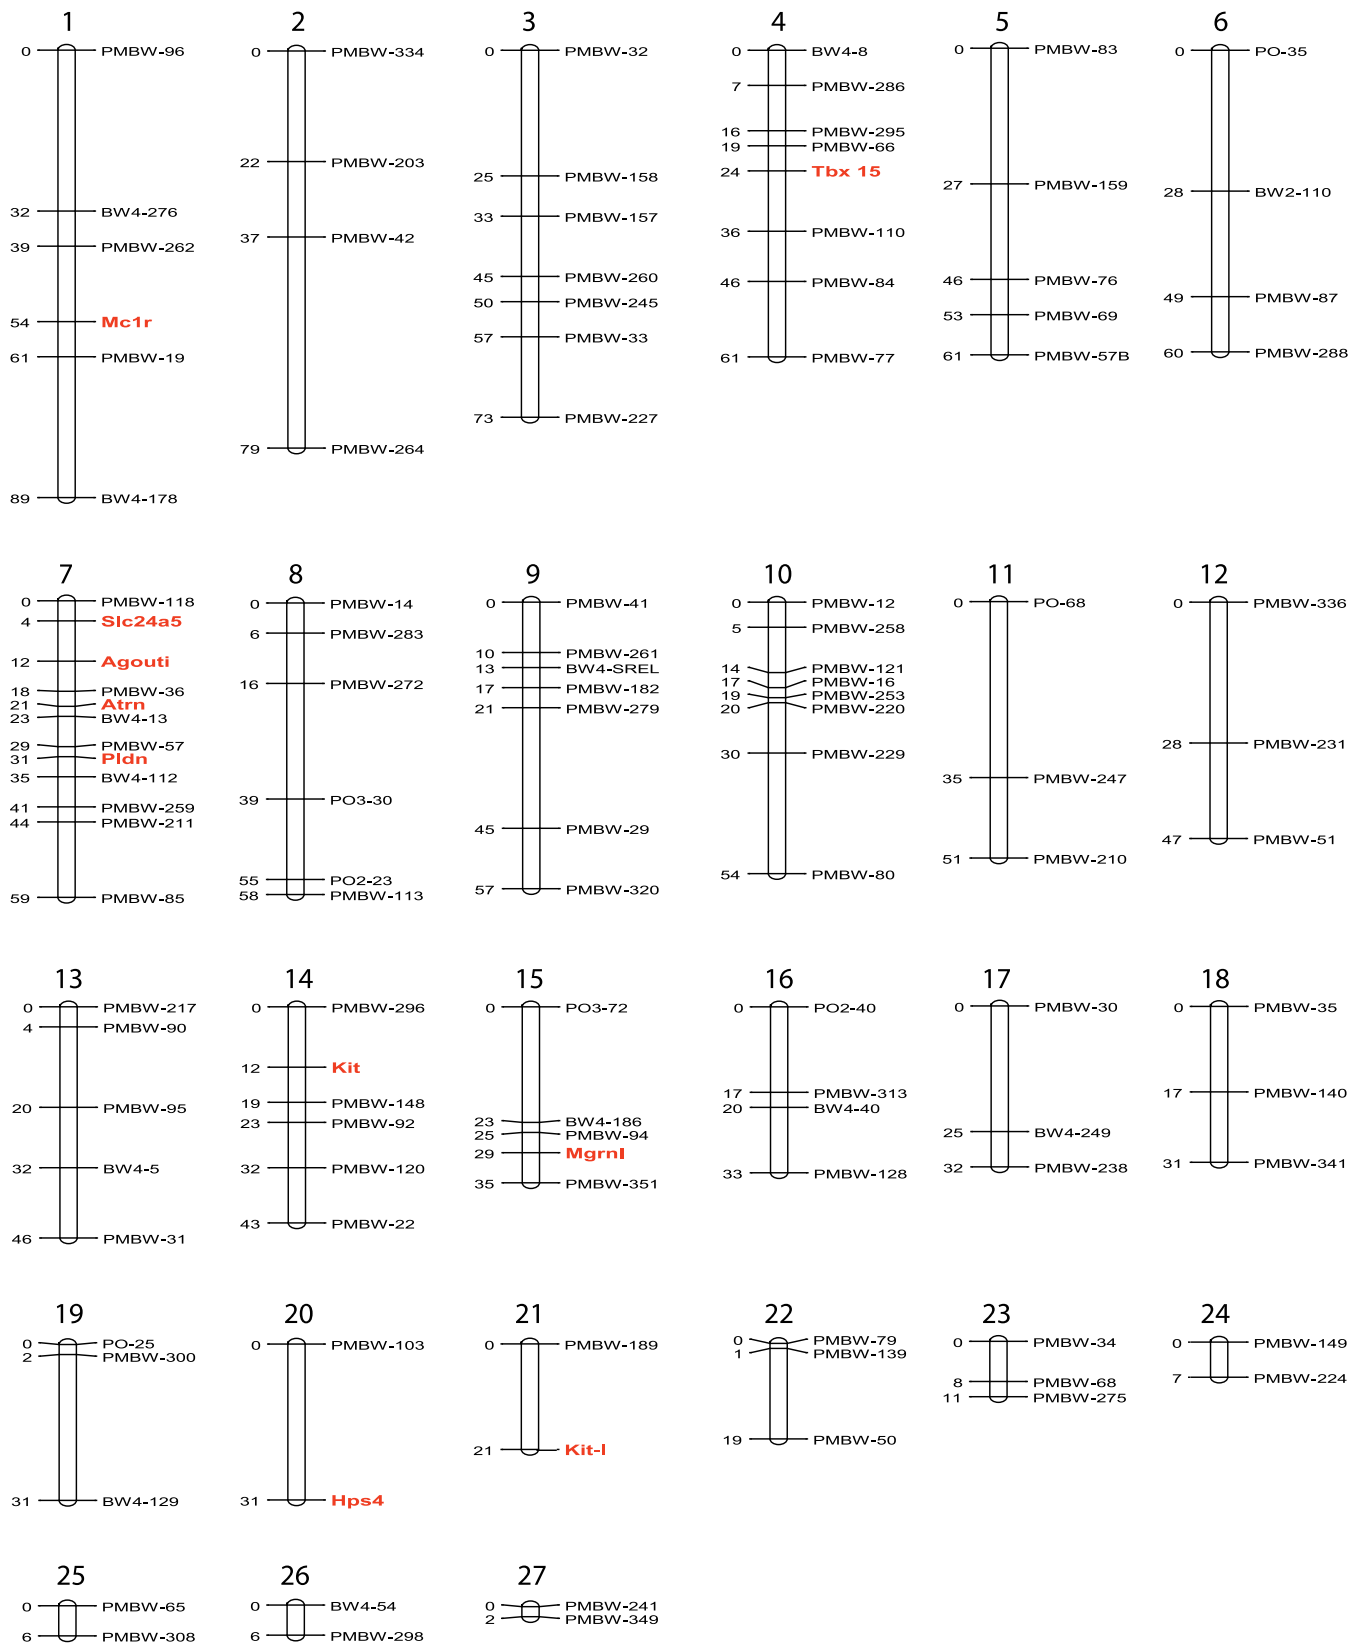 1
0 PMBW-96
32 BW4-276
39 PMBW-262
54 Mc1r
61 PMBW-19
89 BW4-178
2
0 PMBW-334
22 PMBW-203
37 PMBW-42
79 PMBW-264
3
0 PMBW-32
25 PMBW-158
33 PMBW-157
45 PMBW-260
50 PMBW-245
57 PMBW-33
73 PMBW-227
4
0 BW4-8
7 PMBW-286
16 PMBW-295
19 PMBW-66
24 Tbx 15
36 PMBW-110
46 PMBW-84
61 PMBW-77
5
0 PMBW-83
27 PMBW-159
46 PMBW-76
53 PMBW-69
61 PMBW-57B
6
0 PO-35
28 BW2-110
49 PMBW-87
60 PMBW-288
7
0 PMBW-118
4 Slc24a5
12 Agouti
18 PMBW-36
21 Atrn
23 BW4-13
29 PMBW-57
31 Pldn
35 BW4-112
41 PMBW-259
44 PMBW-211
59 PMBW-85
8
0 PMBW-14
6 PMBW-283
16 PMBW-272
39 PO3-30
55 PO2-23
58 PMBW-113
9
0 PMBW-41
10 PMBW-261
13 BW4-SREL
17 PMBW-182
21 PMBW-279
45 PMBW-29
57 PMBW-320
10
0 PMBW-12
5 PMBW-258
14 PMBW-121
17 PMBW-16
19 PMBW-253
20 PMBW-220
30 PMBW-229
54 PMBW-80
11
0 PO-68
35 PMBW-247
51 PMBW-210
12
0 PMBW-336
28 PMBW-231
47 PMBW-51
13
0 PMBW-217
4 PMBW-90
20 PMBW-95
32 BW4-5
46 PMBW-31
14
0 PMBW-296
12 Kit
19 PMBW-148
23 PMBW-92
32 PMBW-120
43 PMBW-22
15
0 PO3-72
23 BW4-186
25 PMBW-94
29 Mgrnl
35 PMBW-351
16
0 PO2-40
17 PMBW-313
20 BW4-40
33 PMBW-128
17
0 PMBW-30
25 BW4-249
32 PMBW-238
18
0 PMBW-35
17 PMBW-140
31 PMBW-341
19
0 PO-25
2 PMBW-300
31 BW4-129
20
0 PMBW-103
31 Hps4
21
0 PMBW-189
21 Kit-l
22
0 PMBW-79
1 PMBW-139
19 PMBW-50
23
0 PMBW-34
8 PMBW-68
11 PMBW-275
24
0 PMBW-149
7 PMBW-224
25
0 PMBW-65
6 PMBW-308
26
0 BW4-54
6 PMBW-298
27
0 PMBW-241
2 PMBW-349